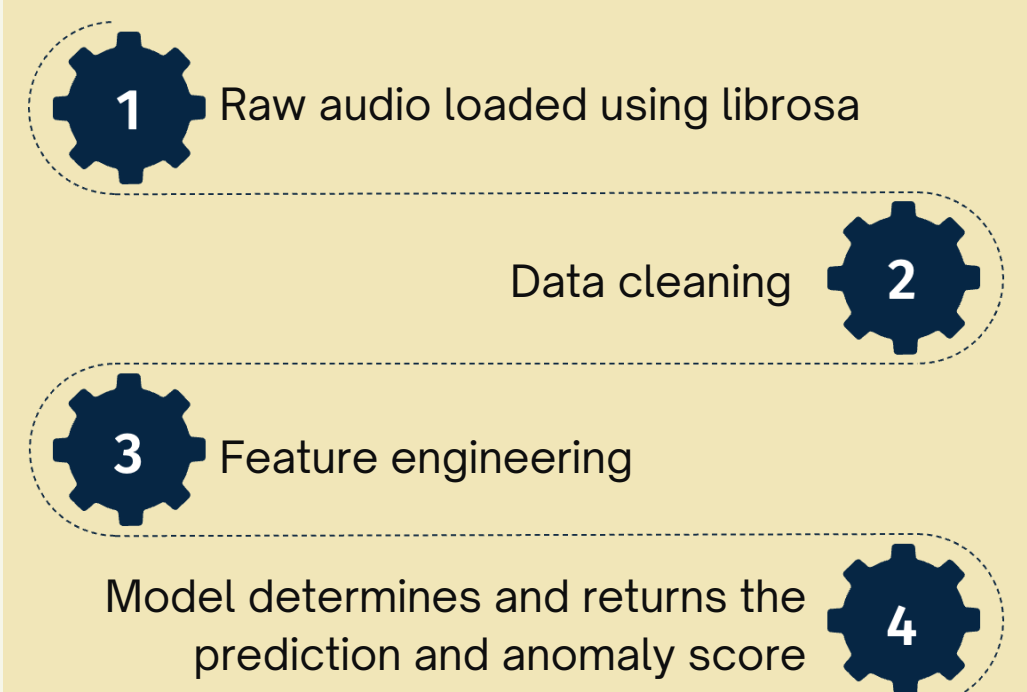 1 Raw audio loaded using librosa
Data cleaning 2
3 Feature engineering
Model determines and returns the
prediction and anomaly score 4